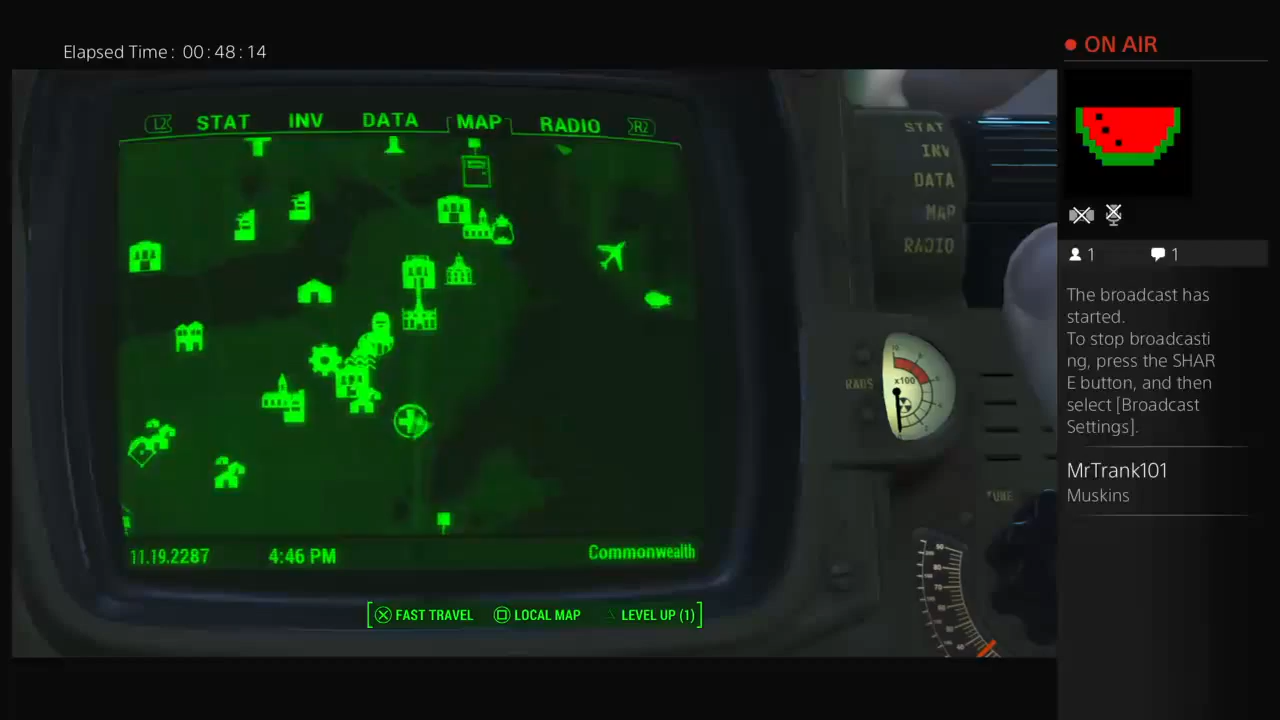 Elapsed Time: 00:48:14
ON AIR
L2 STAT INV DATA MAP RADIO R2
STAT
INV
DATA
MAP
RADIO
1 1
The broadcast has
started.
To stop broadcasti
ng, press the SHAR
E button, and then
select [Broadcast
Settings].
MrTrank101
Muskins
RADS
x100
TUNE
11.19.2287 4:46 PM Commonwealth
[ FAST TRAVEL LOCAL MAP LEVEL UP (1) ]